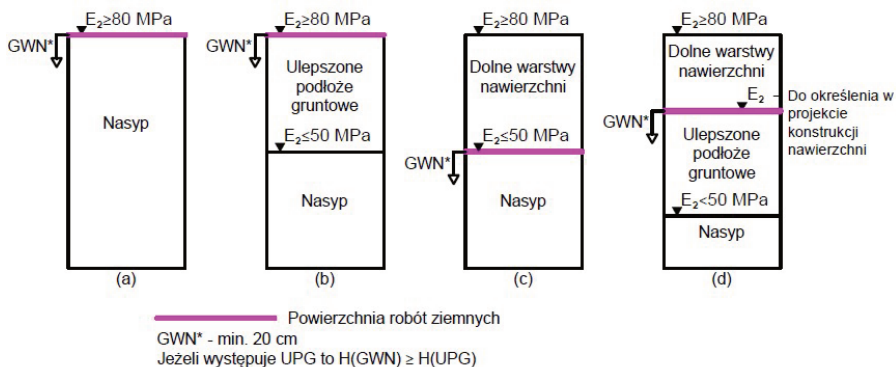 E₂≥80 MPa
GWN*
Nasyp
(a)
E₂≥80 MPa
GWN*
Ulepszone
podłoże
gruntowe
E₂≤50 MPa
Nasyp
(b)
E₂≥80 MPa
Dolne warstwy
nawierzchni
E₂≤50 MPa
GWN*
Nasyp
(c)
E₂≥80 MPa
Dolne warstwy
nawierzchni
E₂ - Do określenia w
projekcie
konstrukcji
nawierzchni
GWN*
Ulepszone
podłoże
gruntowe
E₂<50 MPa
Nasyp
(d)
Powierzchnia robót ziemnych
GWN* - min. 20 cm
Jeżeli występuje UPG to H(GWN) ≥ H(UPG)